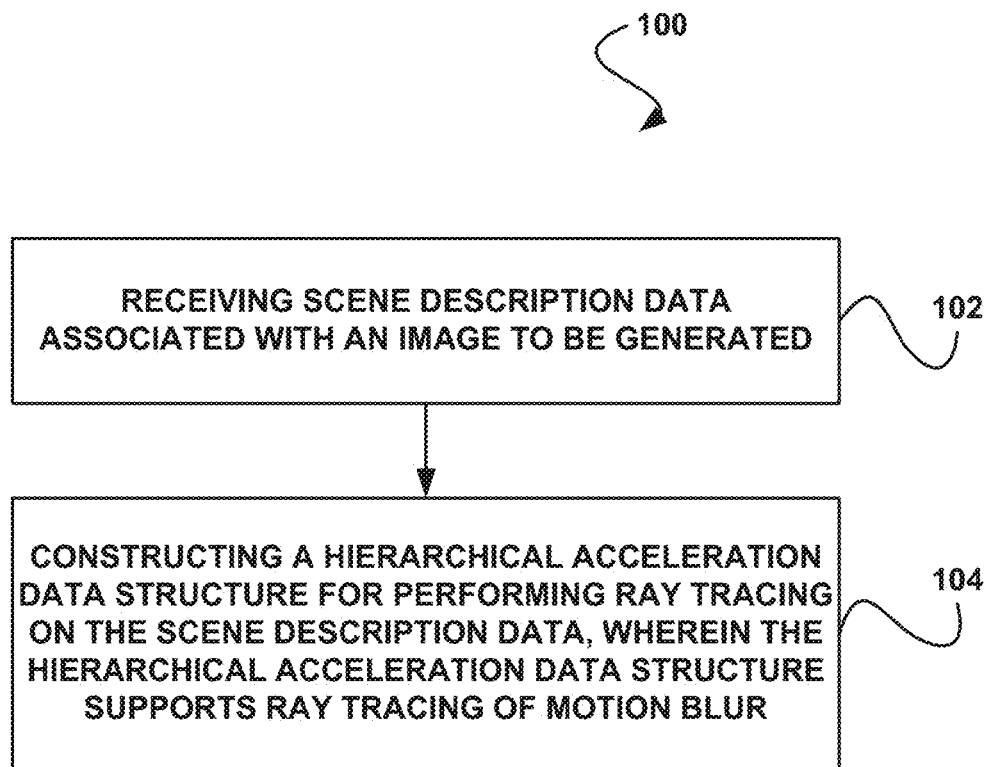 100
RECEIVING SCENE DESCRIPTION DATA
ASSOCIATED WITH AN IMAGE TO BE GENERATED
102
CONSTRUCTING A HIERARCHICAL ACCELERATION
DATA STRUCTURE FOR PERFORMING RAY TRACING
ON THE SCENE DESCRIPTION DATA, WHEREIN THE
HIERARCHICAL ACCELERATION DATA STRUCTURE
SUPPORTS RAY TRACING OF MOTION BLUR
104